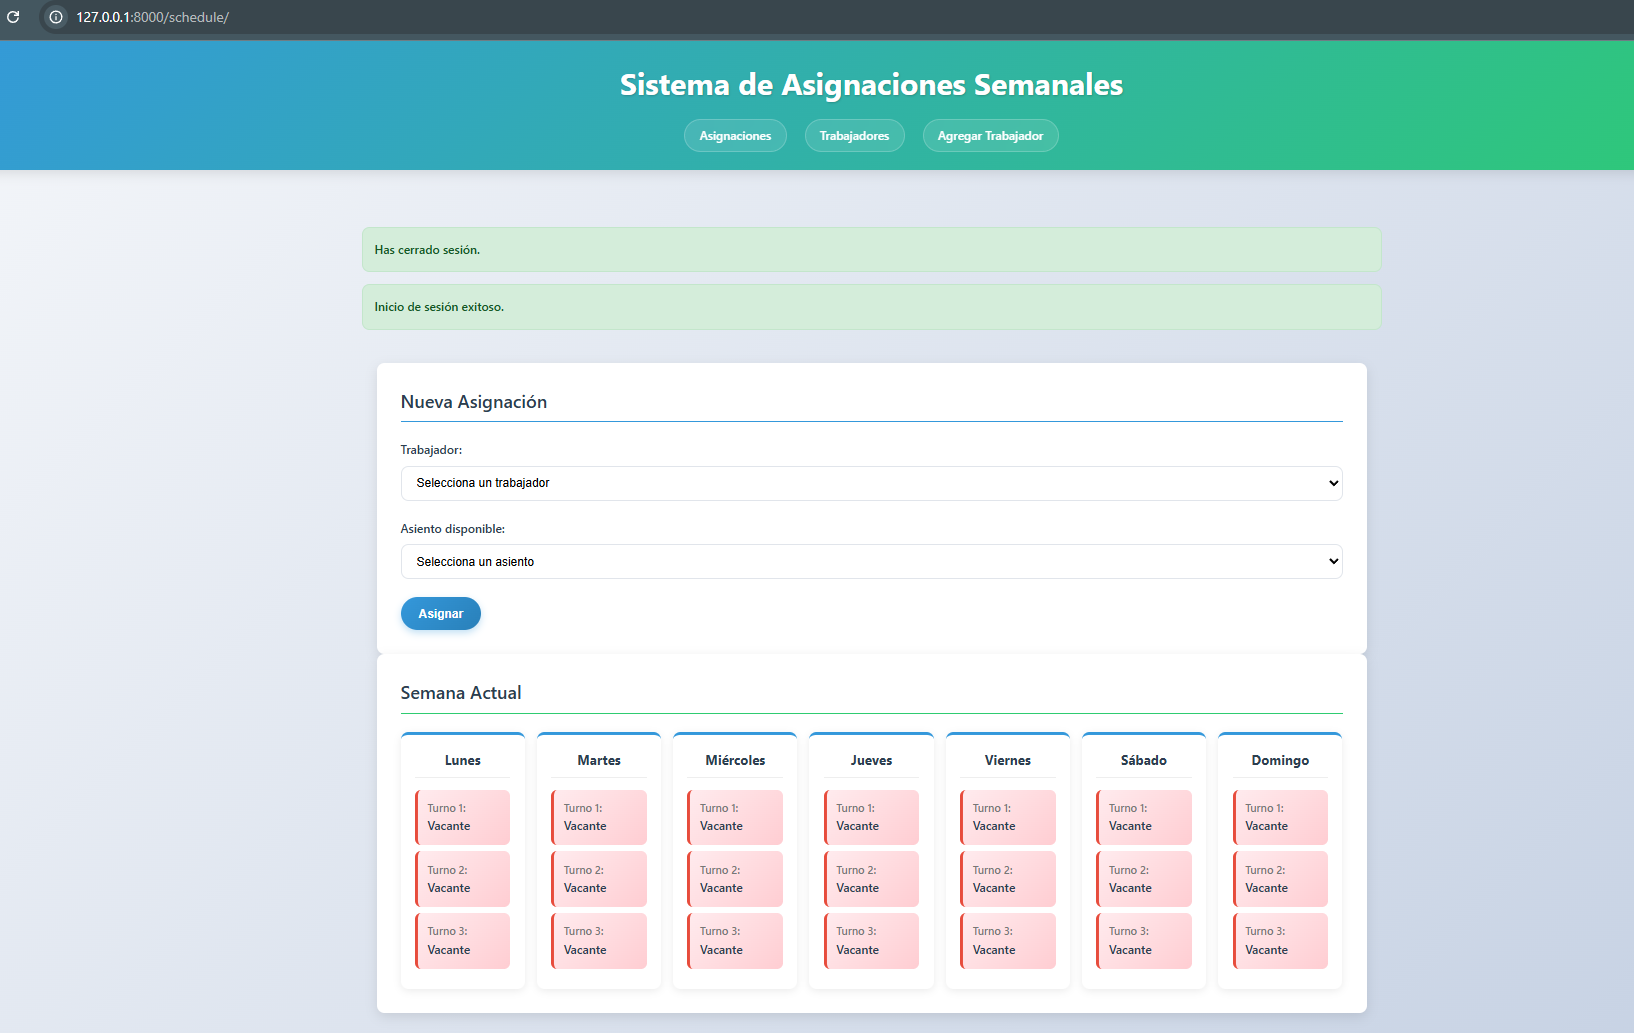 127.0.0.1:8000/schedule/
Sistema de Asignaciones Semanales
Asignaciones Trabajadores Agregar Trabajador
Has cerrado sesión.
Inicio de sesión exitoso.
Nueva Asignación
Trabajador:
Selecciona un trabajador
Asiento disponible:
Selecciona un asiento
Asignar
Semana Actual
Lunes Martes Miércoles Jueves Viernes Sábado Domingo
Turno 1: Turno 1: Turno 1: Turno 1: Turno 1: Turno 1: Turno 1:
Vacante Vacante Vacante Vacante Vacante Vacante Vacante
Turno 2: Turno 2: Turno 2: Turno 2: Turno 2: Turno 2: Turno 2:
Vacante Vacante Vacante Vacante Vacante Vacante Vacante
Turno 3: Turno 3: Turno 3: Turno 3: Turno 3: Turno 3: Turno 3:
Vacante Vacante Vacante Vacante Vacante Vacante Vacante